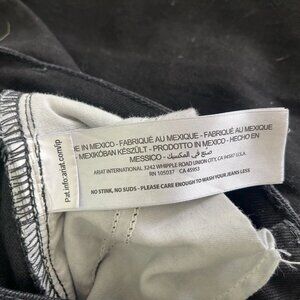 E IN MEXICO - FABRIQUÉ AU MEXIQUE - FABRIQUÉ AU MEXIQUE
MEXIKÓBAN KÉSZÜLT - PRODOTTO IN MEXICO - HECHO EN
MESSICO - صنع في المكسيك
ARIAT INTERNATIONAL 3242 WHIPPLE ROAD UNION CITY, CA 94587 U.S.A.
RN 105037 CA 45953
NO STINK, NO SUDS - PLEASE CARE ENOUGH TO WASH YOUR JEANS LESS
Pat.info:ariat.com/ip